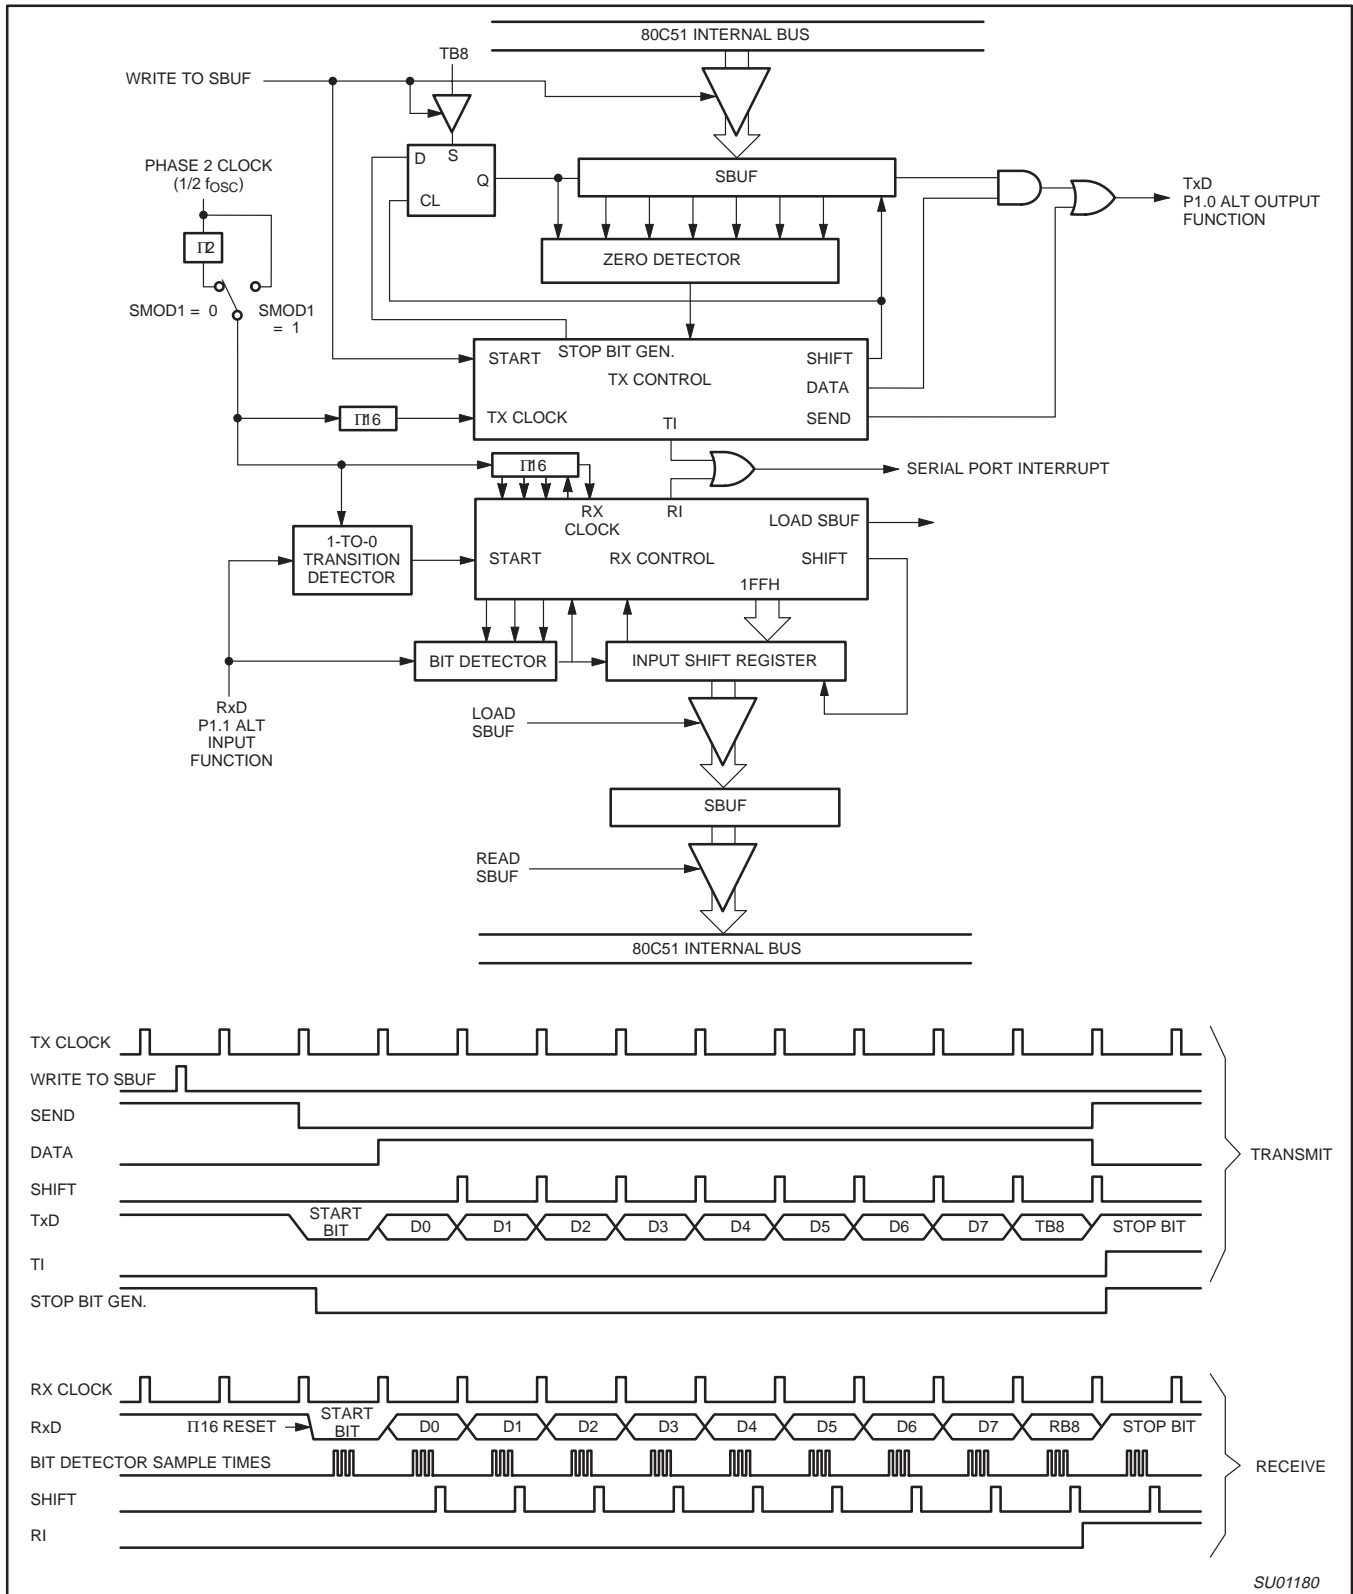 80C51 INTERNAL BUS
TB8
WRITE TO SBUF
D
S
Q
CL
SBUF
PHASE 2 CLOCK
(1/2 fOSC)
TxD
P1.0 ALT OUTPUT
FUNCTION
Π2
ZERO DETECTOR
SMOD1 = 0
SMOD1
= 1
START
STOP BIT GEN.
SHIFT
TX CONTROL
DATA
Π16
TX CLOCK
TI
SEND
Π16
SERIAL PORT INTERRUPT
RX
CLOCK
RI
LOAD SBUF
1-TO-0
TRANSITION
DETECTOR
START
RX CONTROL
SHIFT
1FFH
BIT DETECTOR
INPUT SHIFT REGISTER
RxD
P1.1 ALT
INPUT
FUNCTION
LOAD
SBUF
SBUF
READ
SBUF
80C51 INTERNAL BUS
TX CLOCK
WRITE TO SBUF
SEND
DATA
TRANSMIT
SHIFT
TxD
START
BIT
D0
D1
D2
D3
D4
D5
D6
D7
TB8
STOP BIT
TI
STOP BIT GEN.
RX CLOCK
RxD
Π16 RESET
START
BIT
D0
D1
D2
D3
D4
D5
D6
D7
RB8
STOP BIT
BIT DETECTOR SAMPLE TIMES
RECEIVE
SHIFT
RI
SU01180